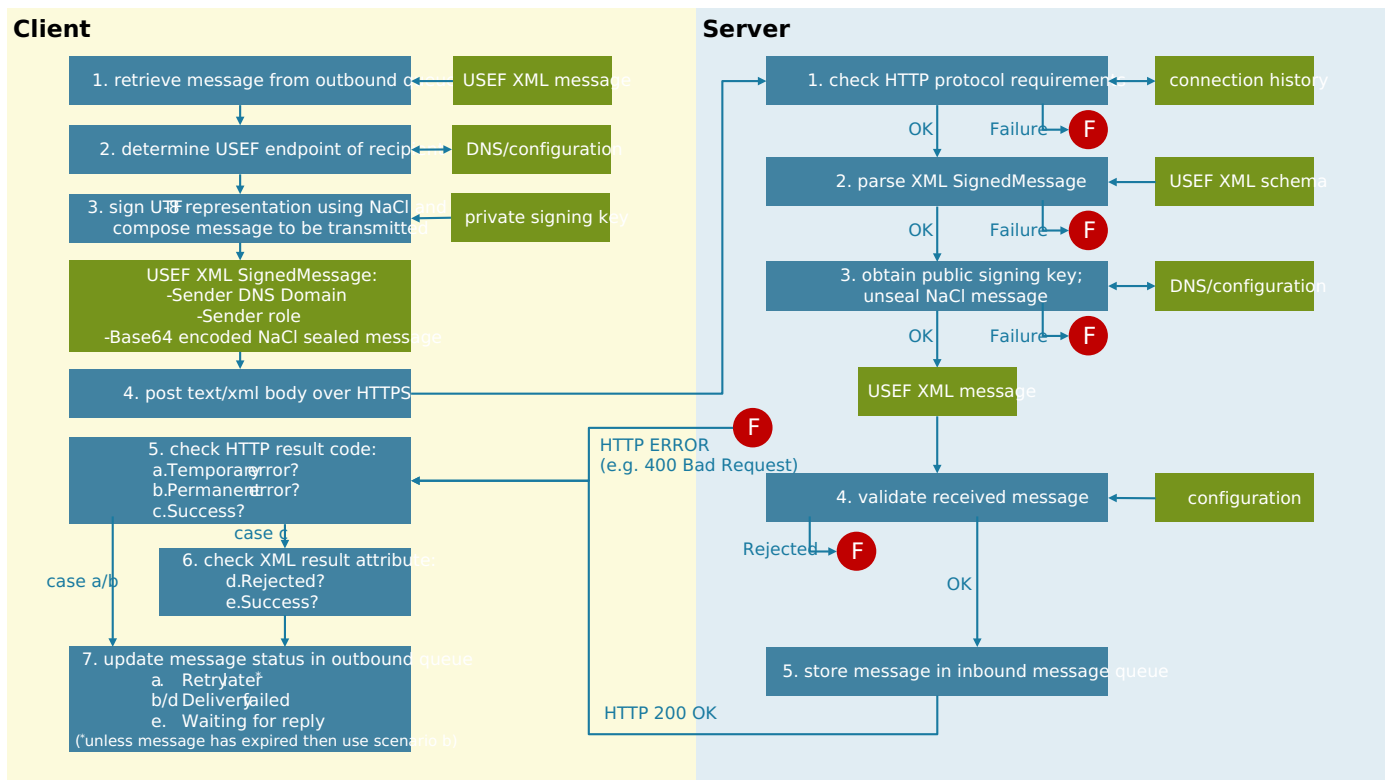 Client
1. retrieve message from outbound queue
USEF XML message
2. determine USEF endpoint of recipient
DNS/configuration
3. sign UTF-8 representation using NaCl and
compose message to be transmitted
private signing key
USEF XML SignedMessage:
-Sender DNS Domain
-Sender role
-Base64 encoded NaCl sealed message
4. post text/xml body over HTTPS
5. check HTTP result code:
a.Temporary error?
b.Permanent error?
c.Success?
case c
case a/b
6. check XML result attribute:
d.Rejected?
e.Success?
7. update message status in outbound queue
a. Retry later*
b/d Delivery failed
e. Waiting for reply
(*unless message has expired then use scenario b)
HTTP ERROR
(e.g. 400 Bad Request)
F
HTTP 200 OK
Server
1. check HTTP protocol requirements
connection history
OK
Failure
F
2. parse XML SignedMessage
USEF XML schema
OK
Failure
F
3. obtain public signing key;
unseal NaCl message
DNS/configuration
OK
Failure
F
USEF XML message
4. validate received message
configuration
Rejected
F
OK
5. store message in inbound message queue